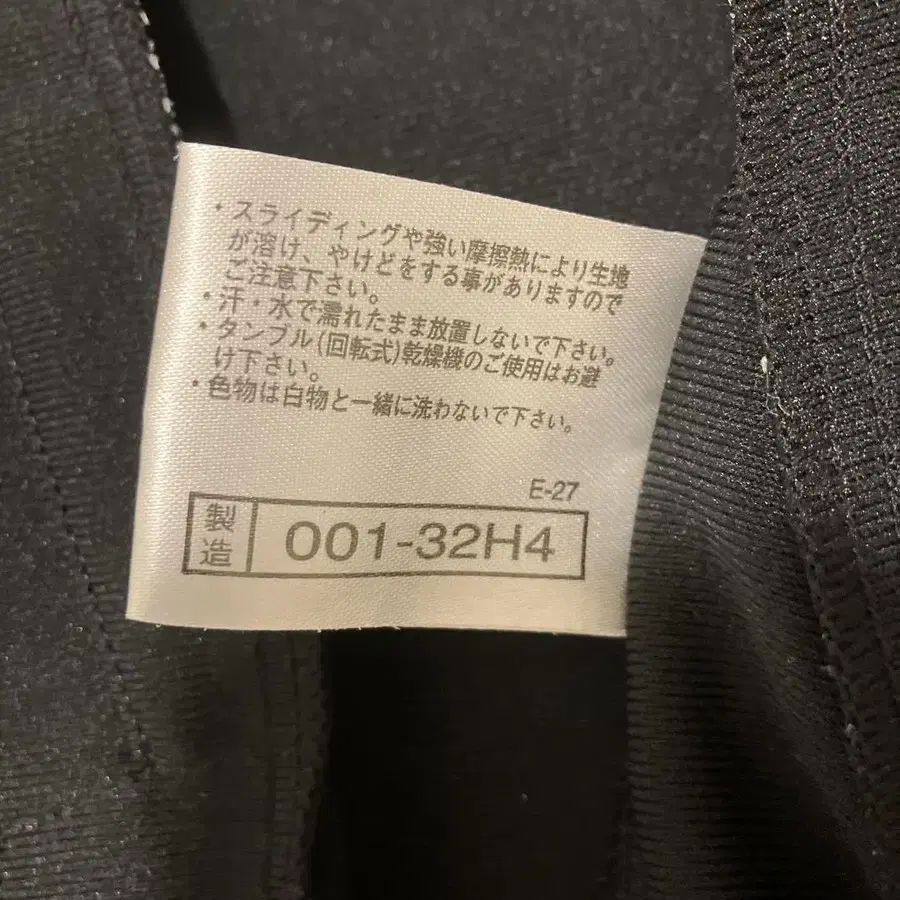 ・スライディングや強い摩擦熱により生地
が溶け、やけどをする事がありますので
ご注意下さい。
・汗・水で濡れたまま放置しないで下さい。
・タンブル(回転式)乾燥機のご使用はお避
け下さい。
・色物は白物と一緒に洗わないで下さい。
E-27
製造 001-32H4